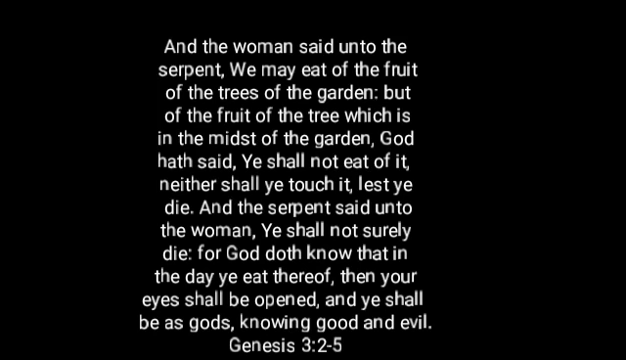 And the woman said unto the
serpent, We may eat of the fruit
of the trees of the garden: but
of the fruit of the tree which is
in the midst of the garden, God
hath said, Ye shall not eat of it,
neither shall ye touch it, lest ye
die. And the serpent said unto
the woman, Ye shall not surely
die: for God doth know that in
the day ye eat thereof, then your
eyes shall be opened, and ye shall
be as gods, knowing good and evil.
Genesis 3:2-5